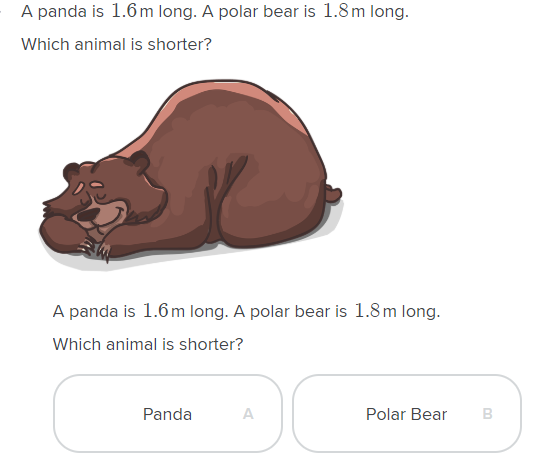 A panda is 1.6m long. A polar bear is 1.8m long.
Which animal is shorter?
A panda is 1.6m long. A polar bear is 1.8m long.
Which animal is shorter?
Panda A
Polar Bear B